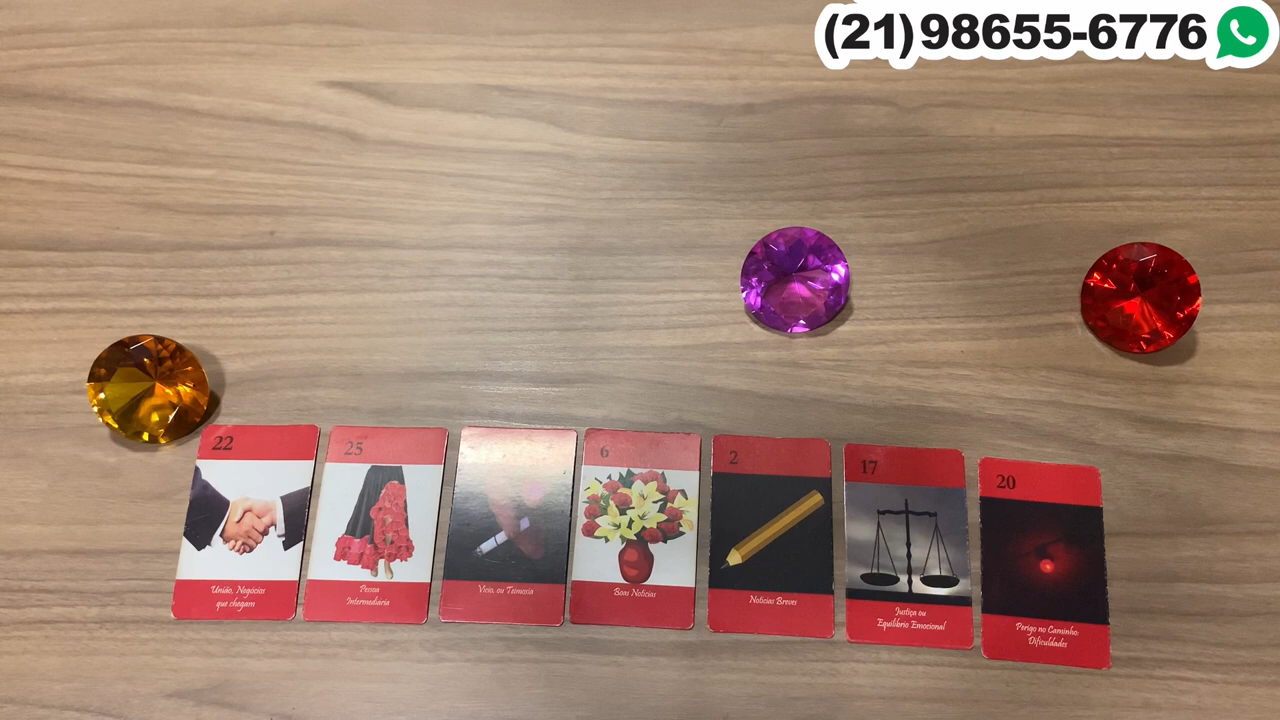 (21)98655-6776
22
União, Negócios
que chegam
25
Pessoa
Intermediária
Vício, ou Teimosia
6
Boas Notícias
2
Notícias Breves
17
Justiça ou
Equilíbrio Emocional
20
Perigo no Caminho:
Dificuldades